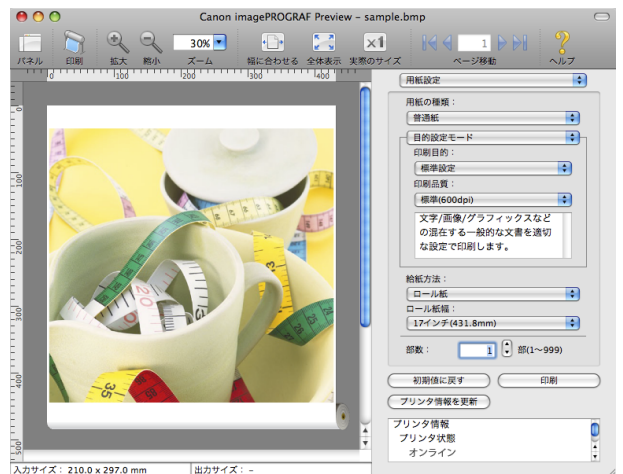 Canon imagePROGRAF Preview – sample.bmp
パネル 印刷 拡大 縮小 30% ズーム 幅に合わせる 全体表示 ×1 実際のサイズ 1 ページ移動 ? ヘルプ
0 100 200 300 400
0
100
200
300
400
500
20
35
用紙設定
用紙の種類：
普通紙
目的設定モード
印刷目的：
標準設定
印刷品質：
標準(600dpi)
文字/画像/グラフィックスなど
の混在する一般的な文書を適切
な設定で印刷します。
給紙方法：
ロール紙
ロール紙幅：
17インチ(431.8mm)
部数： 1 部(1〜999)
初期値に戻す 印刷
プリンタ情報を更新
プリンタ情報
プリンタ状態
オンライン
入力サイズ： 210.0 x 297.0 mm 出力サイズ： –